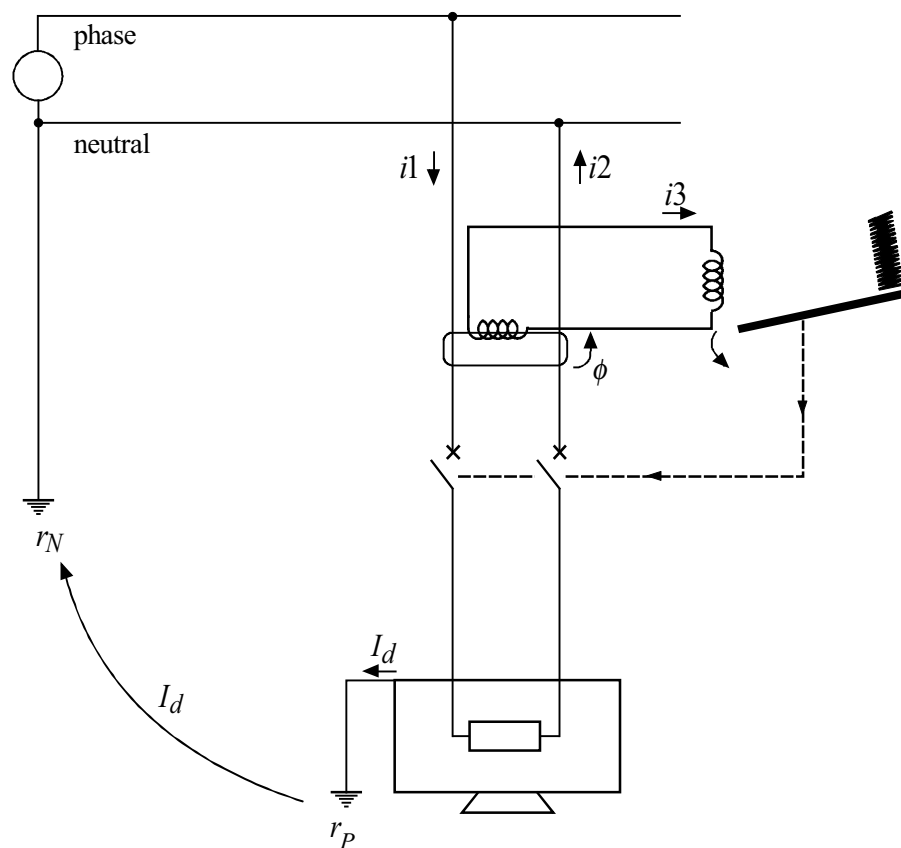 phase
neutral
i1
i2
i3
ϕ
r_N
I_d
I_d
r_P